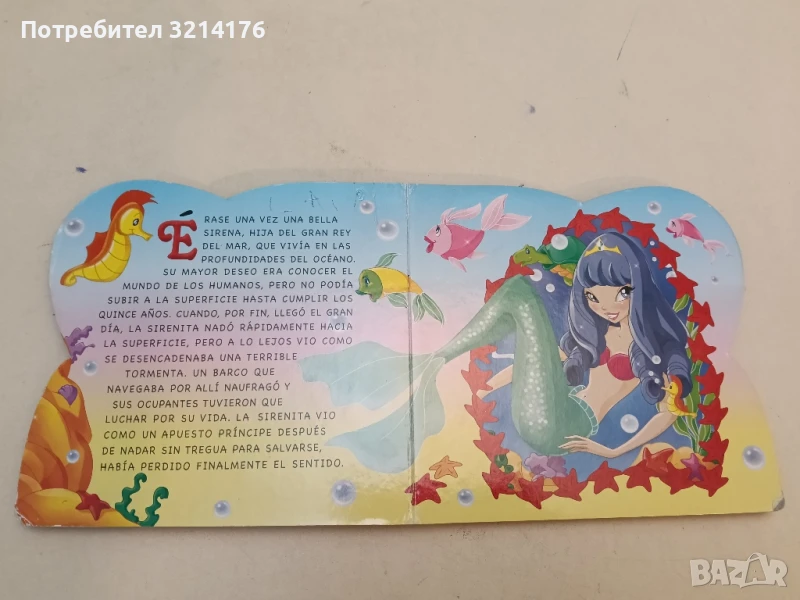 Потребител 3214176
ÉRASE UNA VEZ UNA BELLA
SIRENA, HIJA DEL GRAN REY
DEL MAR, QUE VIVÍA EN LAS
PROFUNDIDADES DEL OCÉANO.
SU MAYOR DESEO ERA CONOCER EL
MUNDO DE LOS HUMANOS, PERO NO PODÍA
SUBIR A LA SUPERFICIE HASTA CUMPLIR LOS
QUINCE AÑOS. CUANDO, POR FIN, LLEGÓ EL GRAN
DÍA, LA SIRENITA NADÓ RÁPIDAMENTE HACIA
LA SUPERFICIE, PERO A LO LEJOS VIO COMO
SE DESENCADENABA UNA TERRIBLE
TORMENTA. UN BARCO QUE
NAVEGABA POR ALLÍ NAUFRAGÓ Y
SUS OCUPANTES TUVIERON QUE
LUCHAR POR SU VIDA. LA SIRENITA VIO
COMO UN APUESTO PRÍNCIPE DESPUÉS
DE NADAR SIN TREGUA PARA SALVARSE,
HABÍA PERDIDO FINALMENTE EL SENTIDO.
BAZAR